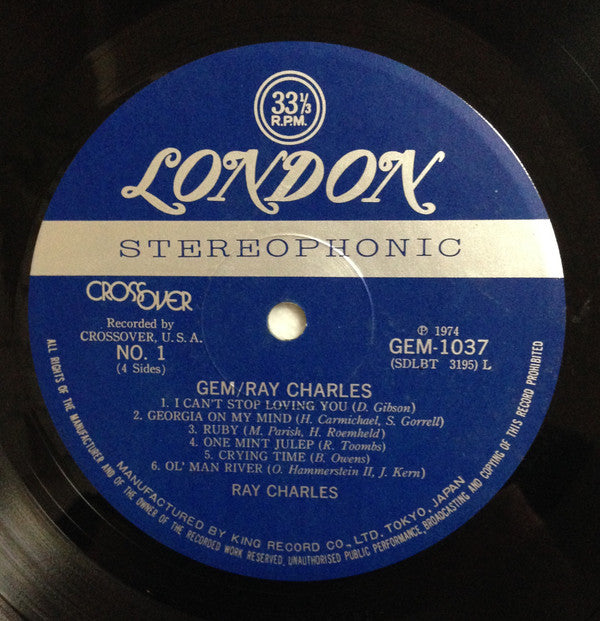 33 1/3
R.P.M.
LONDON
STEREOPHONIC
CROSSOVER
Recorded by
CROSSOVER, U. S. A.
NO. 1
(4 Sides)
℗ 1974
GEM-1037
(SDLBT 3195) L
GEM/RAY CHARLES
1. I CAN'T STOP LOVING YOU (D. Gibson)
2. GEORGIA ON MY MIND (H. Carmichael, S. Gorrell)
3. RUBY (M. Parish, H. Roemheld)
4. ONE MINT JULEP (R. Toombs)
5. CRYING TIME (B. Owens)
6. OL' MAN RIVER (O. Hammerstein II, J. Kern)
RAY CHARLES
MANUFACTURED BY KING RECORD CO., LTD. TOKYO, JAPAN
ALL RIGHTS OF THE MANUFACTURER AND OF THE OWNER OF THE RECORDED WORK RESERVED. UNAUTHORISED PUBLIC PERFORMANCE, BROADCASTING AND COPYING OF THIS RECORD PROHIBITED